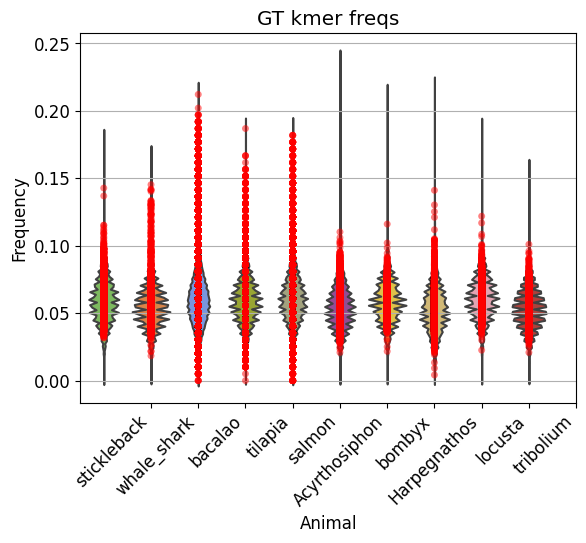 GT kmer freqs
0.25
0.20
0.15
0.10
0.05
0.00
Frequency
stickleback
whale_shark
bacalao
tilapia
salmon
Acyrthosiphon
bombyx
Harpegnathos
locusta
tribolium
Animal